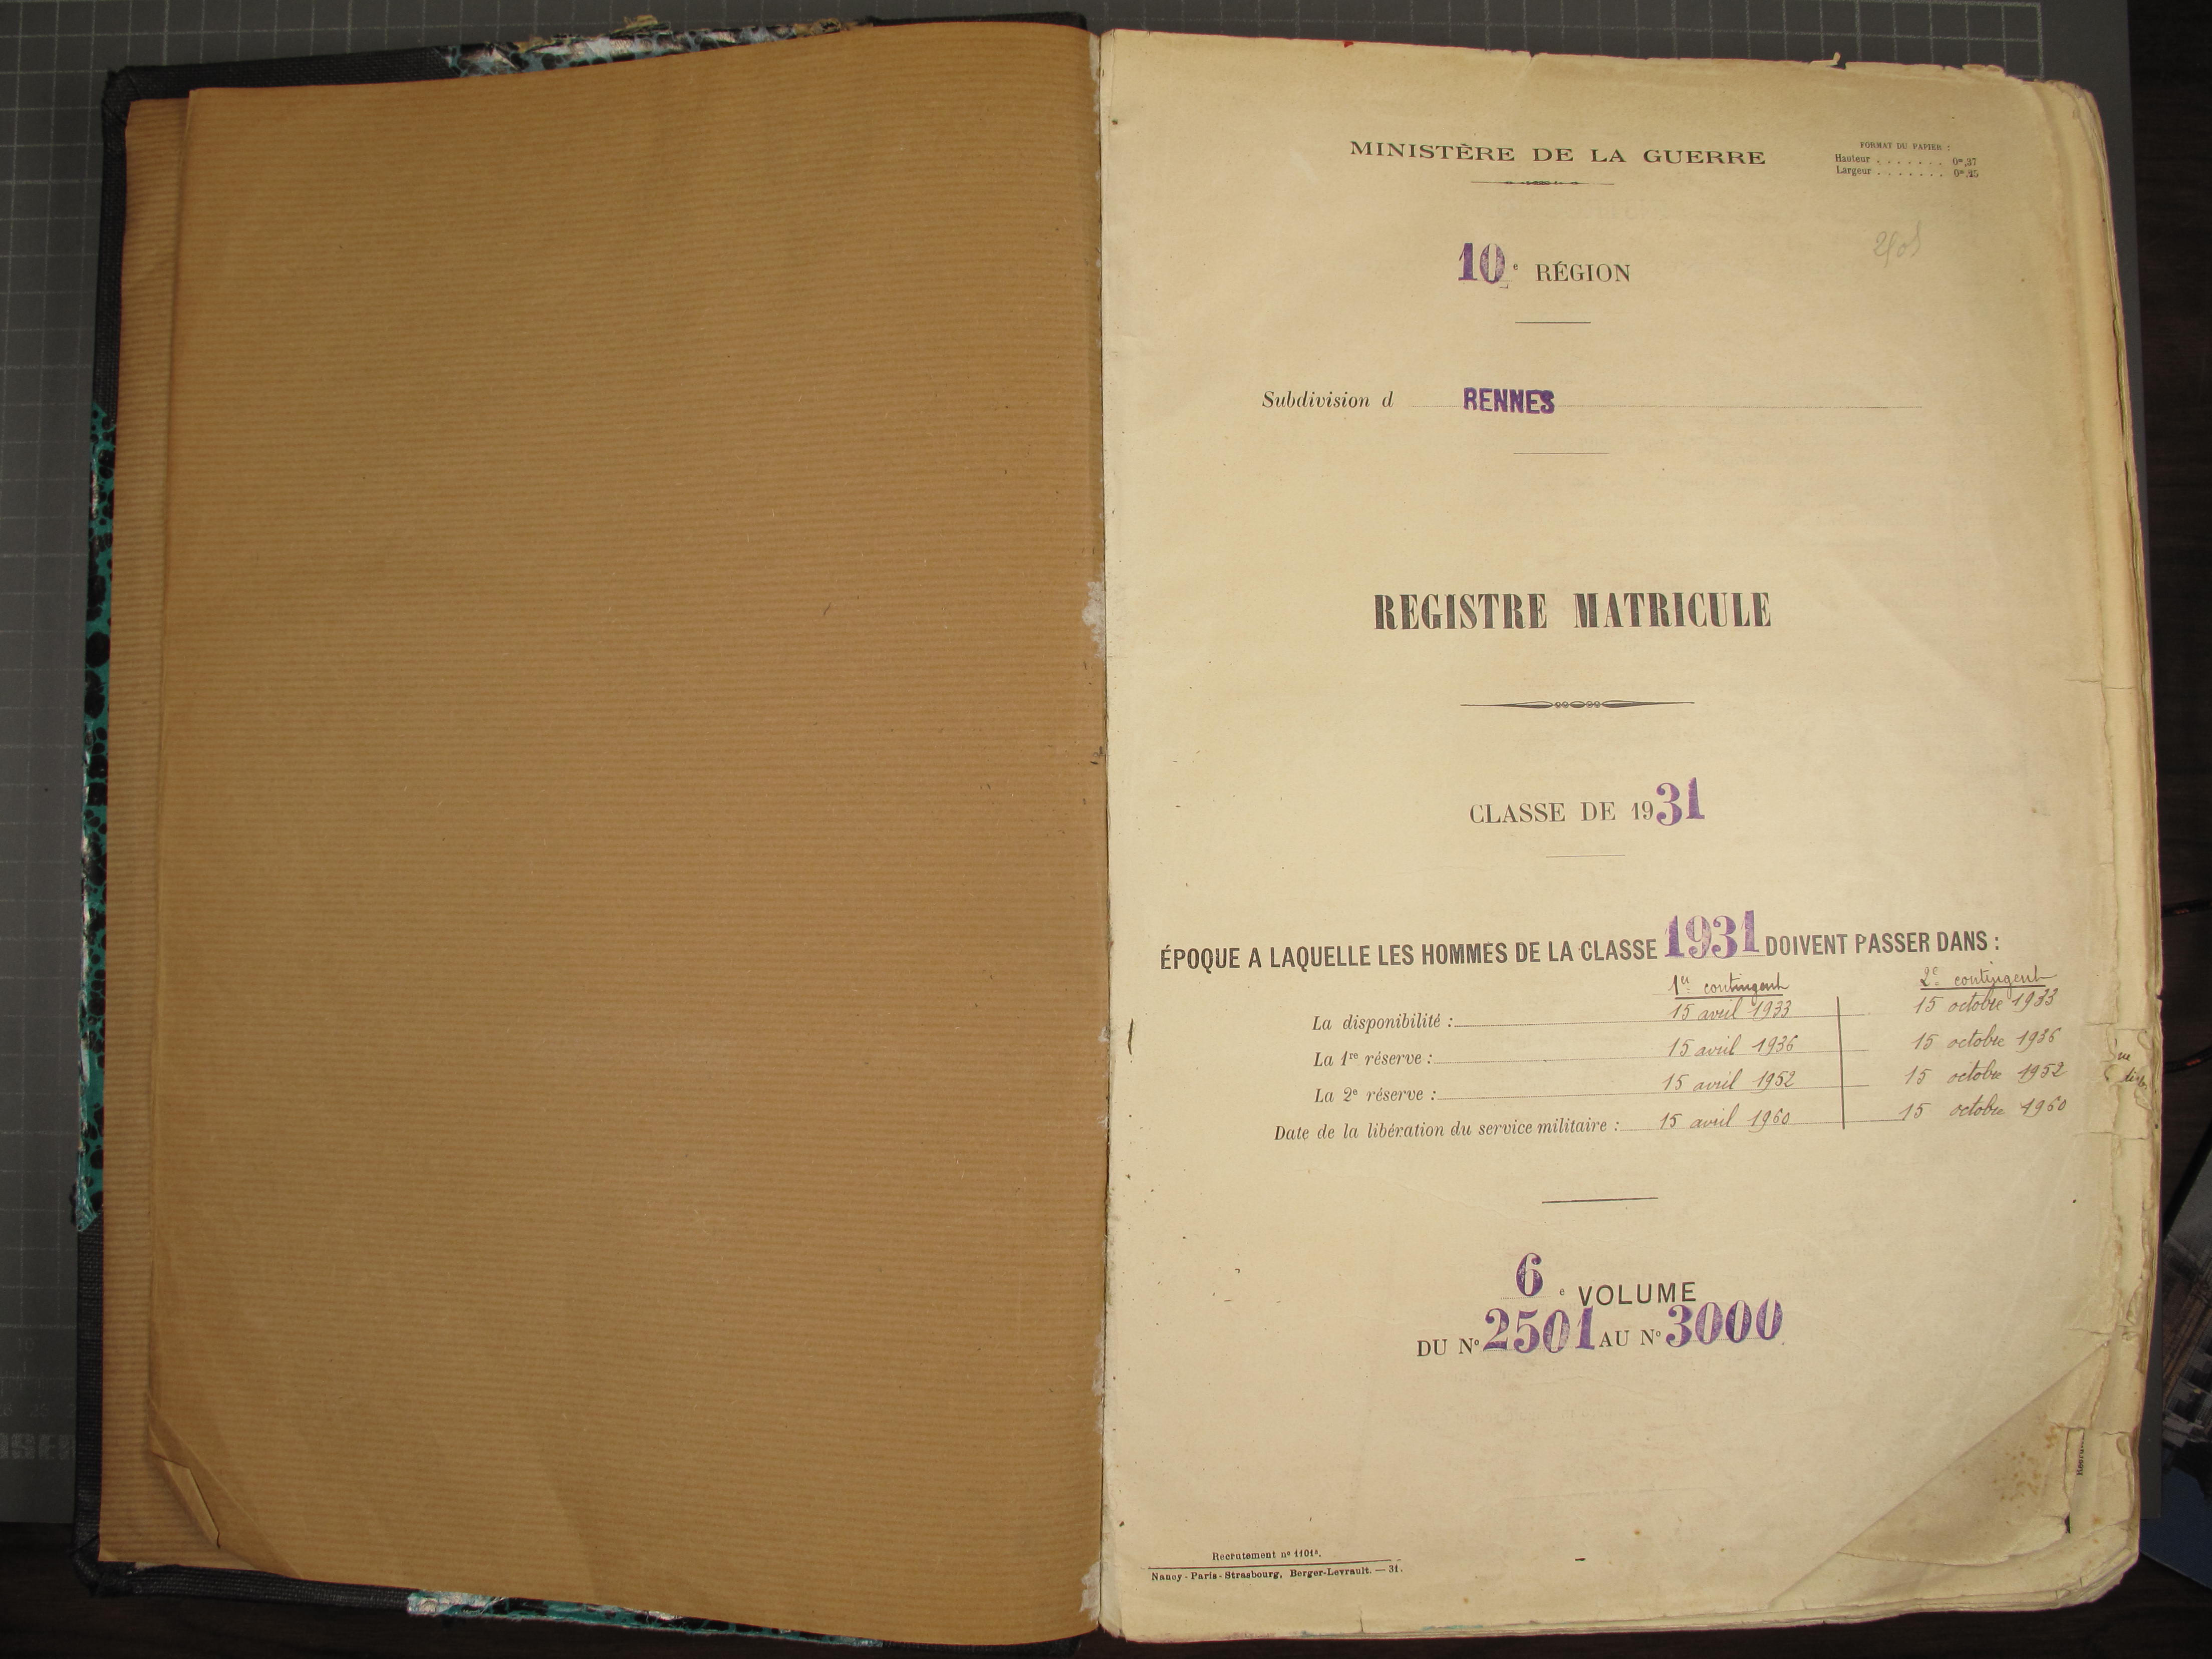 MINISTÈRE DE LA GUERRE
FORMAT DU PAPIER :
Hauteur . . . . . . . 0m,37
Largeur . . . . . . . 0m,25
10e RÉGION
Subdivision d RENNES
REGISTRE MATRICULE
CLASSE DE 1931
ÉPOQUE A LAQUELLE LES HOMMES DE LA CLASSE 1931 DOIVENT PASSER DANS :
1er contingent 2e contingent
La disponibilité : 15 avril 1933 15 octobre 1933
La 1re réserve : 15 avril 1936 15 octobre 1936
La 2e réserve : 15 avril 1952 15 octobre 1952
Date de la libération du service militaire : 15 avril 1960 15 octobre 1960
6e VOLUME
DU No 2501 AU No 3000
Recrutement no 1101
Nancy-Paris-Strasbourg, Berger-Levrault. — 31.